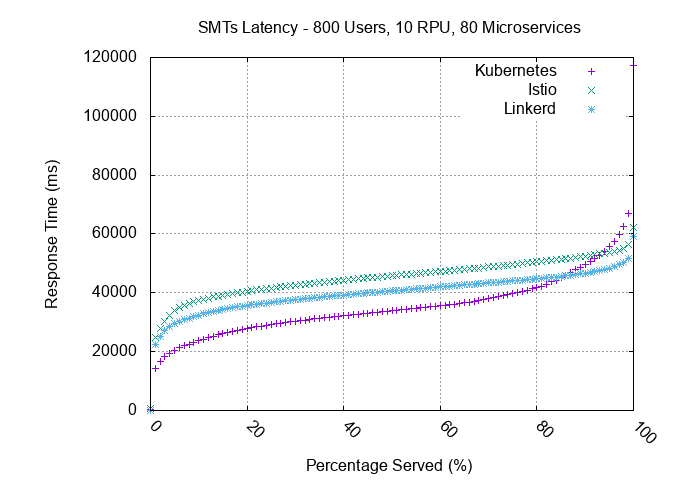 SMTs Latency - 800 Users, 10 RPU, 80 Microservices
120000
100000
80000
60000
40000
20000
0
Response Time (ms)
Kubernetes
Istio
Linkerd
0
20
40
60
80
100
Percentage Served (%)